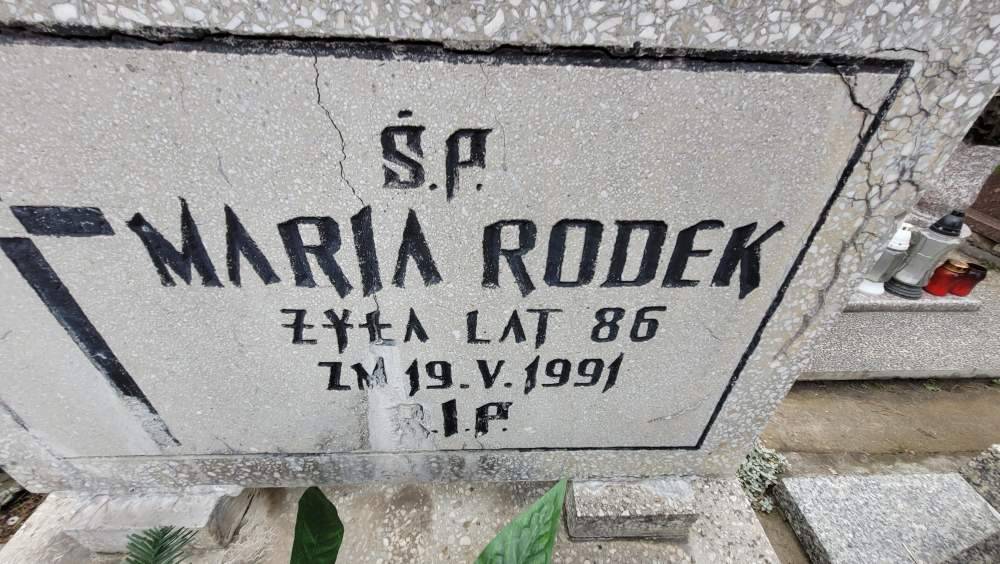 Ś.P.
MARIA RODEK
ŻYŁA LAT 86
ZM 19.V.1991
R.I.P.